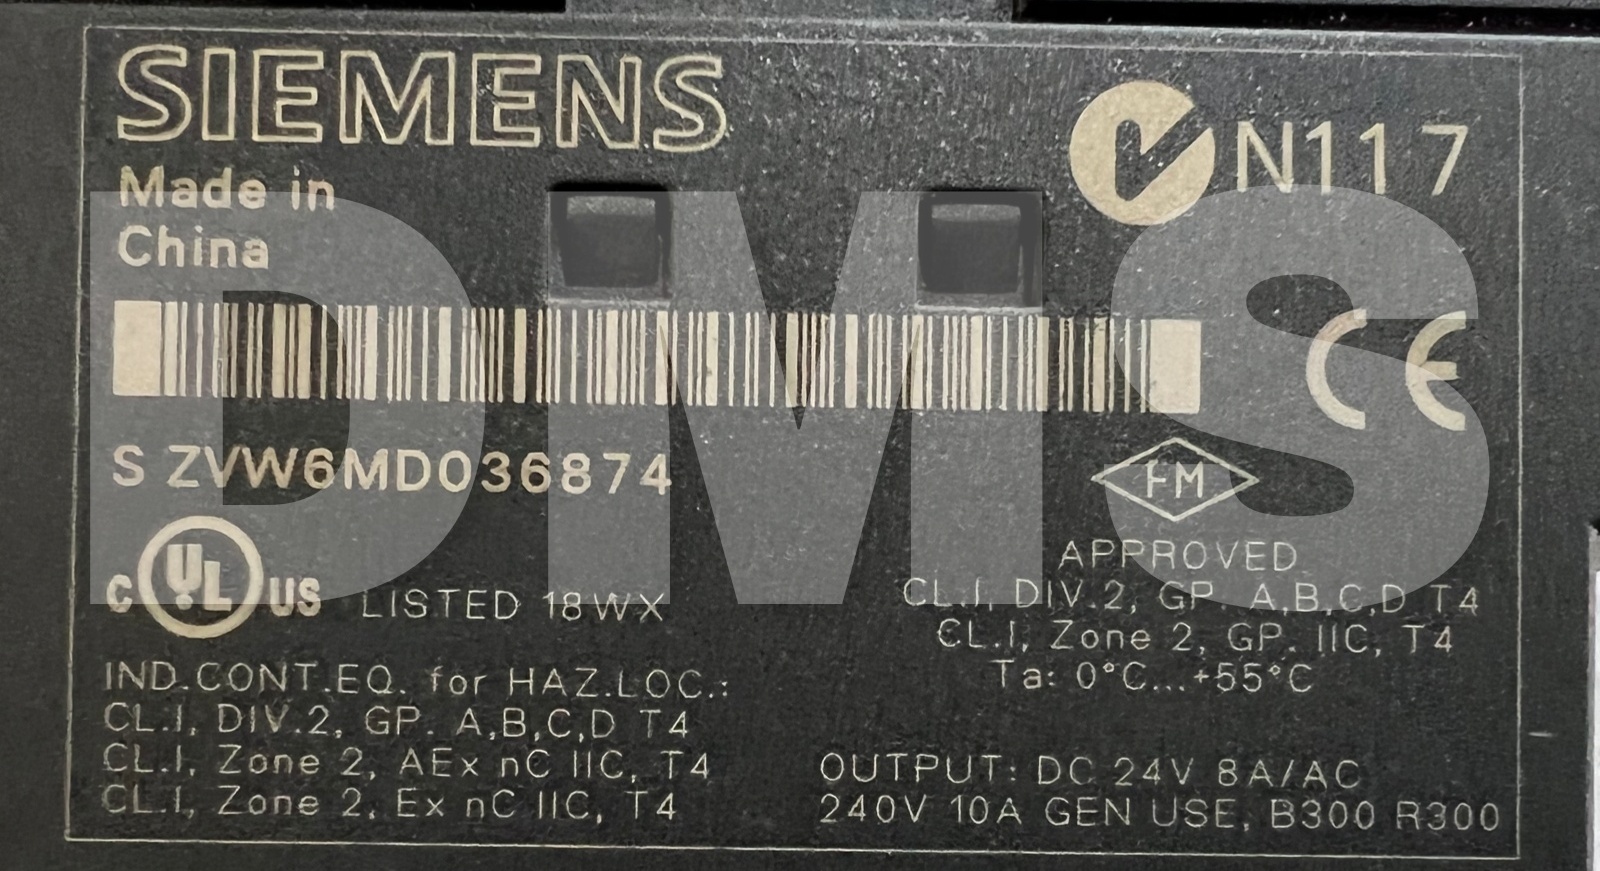 SIEMENS
N117
Made in
China
S ZVW6MD036874
FM
APPROVED
C UL US LISTED 18WX
CL.I, DIV.2, GP. A,B,C,D T4
CL.I, Zone 2, GP. IIC, T4
Ta: 0°C...+55°C
IND.CONT.EQ. for HAZ.LOC.:
CL.I, DIV.2, GP. A,B,C,D T4
CL.I, Zone 2, AEx nC IIC, T4
CL.I, Zone 2, Ex nC IIC, T4
OUTPUT: DC 24V 8A/AC
240V 10A GEN USE, B300 R300
CE
DMS